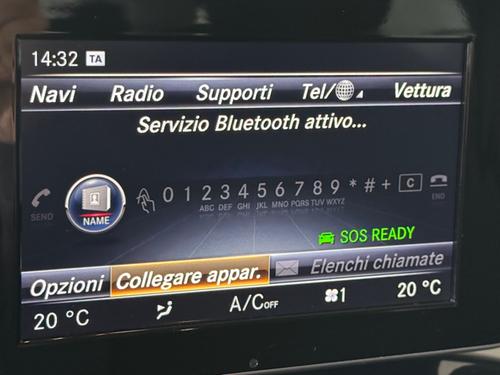 14:32 TA
Navi Radio Supporti Tel/ Vettura
Servizio Bluetooth attivo...
SEND NAME 0 1 2 3 4 5 6 7 8 9 * # + C END
ABC DEF GHI JKL MNO PQRS TUV WXYZ
SOS READY
Opzioni Collegare appar. Elenchi chiamate
20 °C A/C OFF 1 20 °C